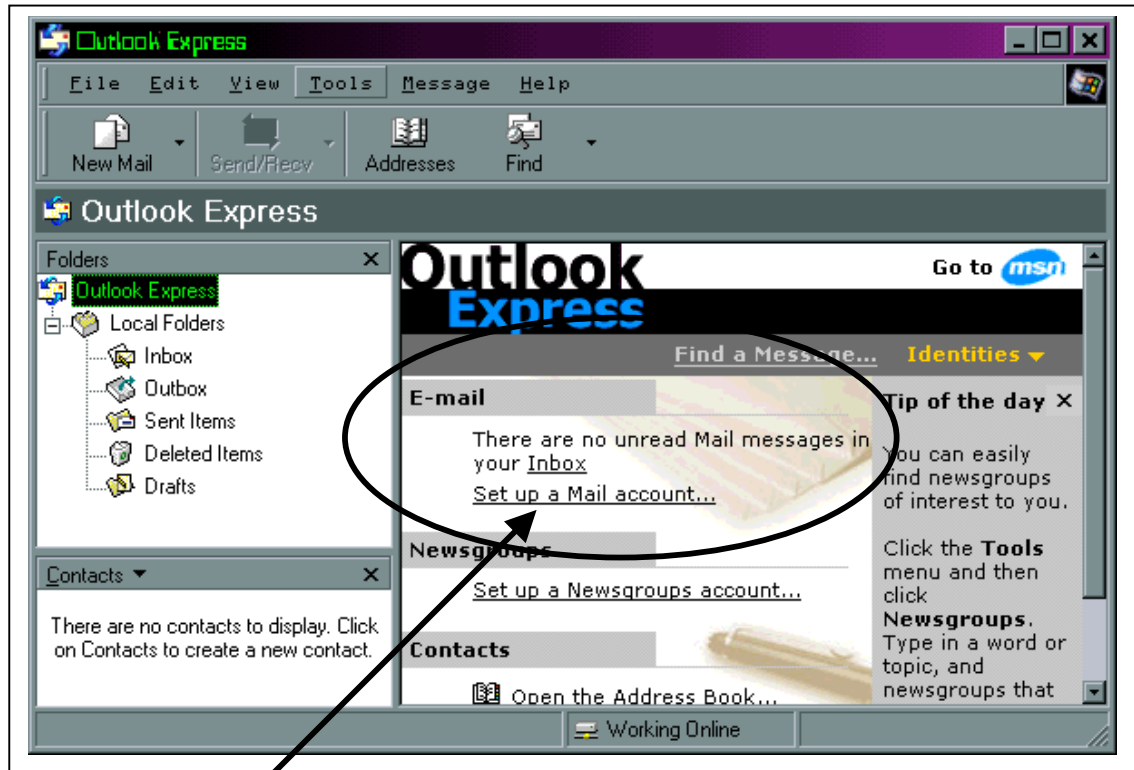 Outlook Express
File Edit View Tools Message Help
New Mail Send/Recv Addresses Find
Outlook Express
Folders
Outlook Express
Local Folders
Inbox
Outbox
Sent Items
Deleted Items
Drafts
Contacts
There are no contacts to display. Click
on Contacts to create a new contact.
Outlook
Express
Go to msn
Find a Message... Identities
E-mail
There are no unread Mail messages in
your Inbox
Set up a Mail account...
Newsgroups
Set up a Newsgroups account...
Contacts
Open the Address Book...
Tip of the day
You can easily
find newsgroups
of interest to you.
Click the Tools
menu and then
click
Newsgroups.
Type in a word or
topic, and
newsgroups that
Working Online